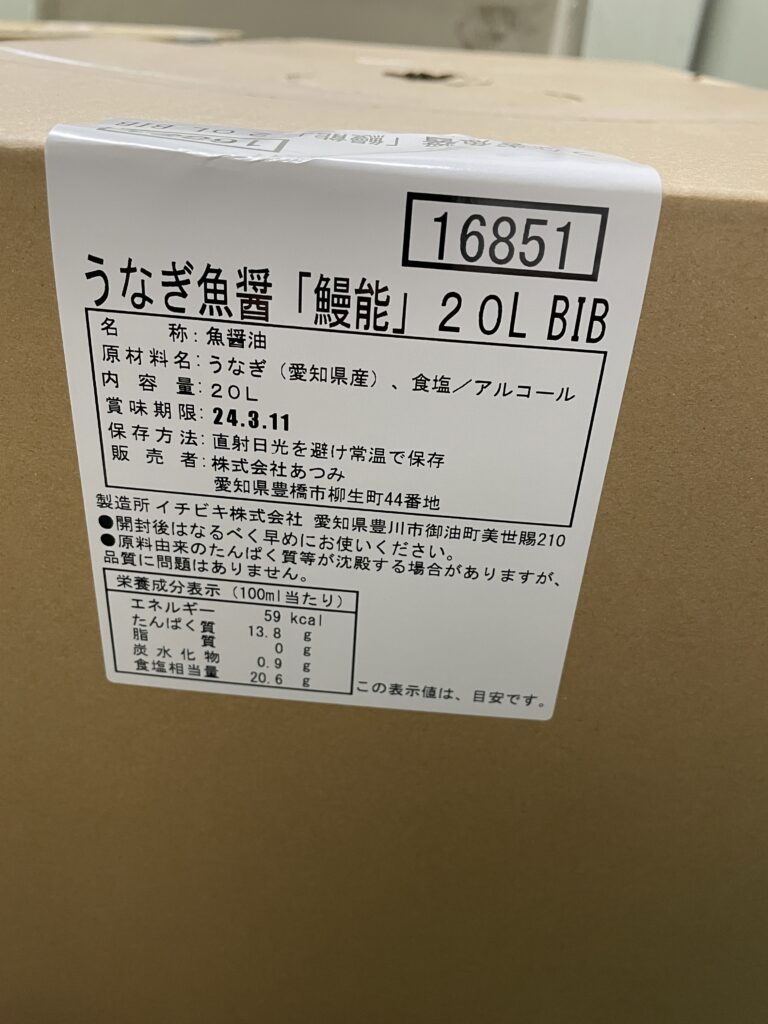 16851
うなぎ魚醤「鰻能」20L BIB
名称:魚醤油
原材料名:うなぎ(愛知県産)、食塩/アルコール
内容量:20L
賞味期限:24.3.11
保存方法:直射日光を避け常温で保存
販売者:株式会社あつみ
愛知県豊橋市柳生町44番地
製造所 イチビキ株式会社 愛知県豊川市御油町美世賜210
●開封後はなるべく早めにお使いください。
●原料由来のたんぱく質等が沈殿する場合がありますが、
品質に問題はありません。
栄養成分表示(100ml当たり)
エネルギー 59 kcal
たんぱく質 13.8 g
脂質 0 g
炭水化物 0.9 g
食塩相当量 20.6 g
この表示値は、目安です。